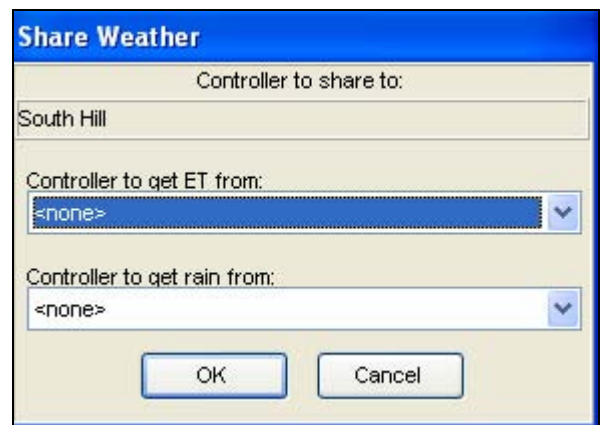 Share Weather
Controller to share to:
South Hill
Controller to get ET from:
<none>
Controller to get rain from:
<none>
OK
Cancel